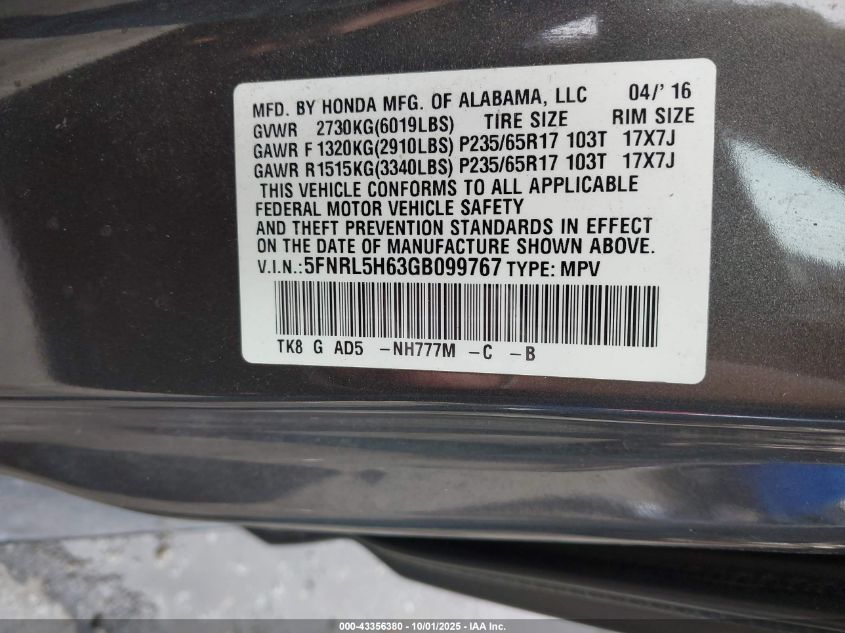 MFD. BY HONDA MFG. OF ALABAMA, LLC 04/' 16
GVWR 2730KG(6019LBS) TIRE SIZE RIM SIZE
GAWR F 1320KG(2910LBS) P235/65R17 103T 17X7J
GAWR R1515KG(3340LBS) P235/65R17 103T 17X7J
THIS VEHICLE CONFORMS TO ALL APPLICABLE
FEDERAL MOTOR VEHICLE SAFETY
AND THEFT PREVENTION STANDARDS IN EFFECT
ON THE DATE OF MANUFACTURE SHOWN ABOVE.
V.I.N.:5FNRL5H63GB099767 TYPE: MPV
TK8 G AD5 -NH777M -C -B
000-43356380 - 10/01/2025 - IAA Inc.